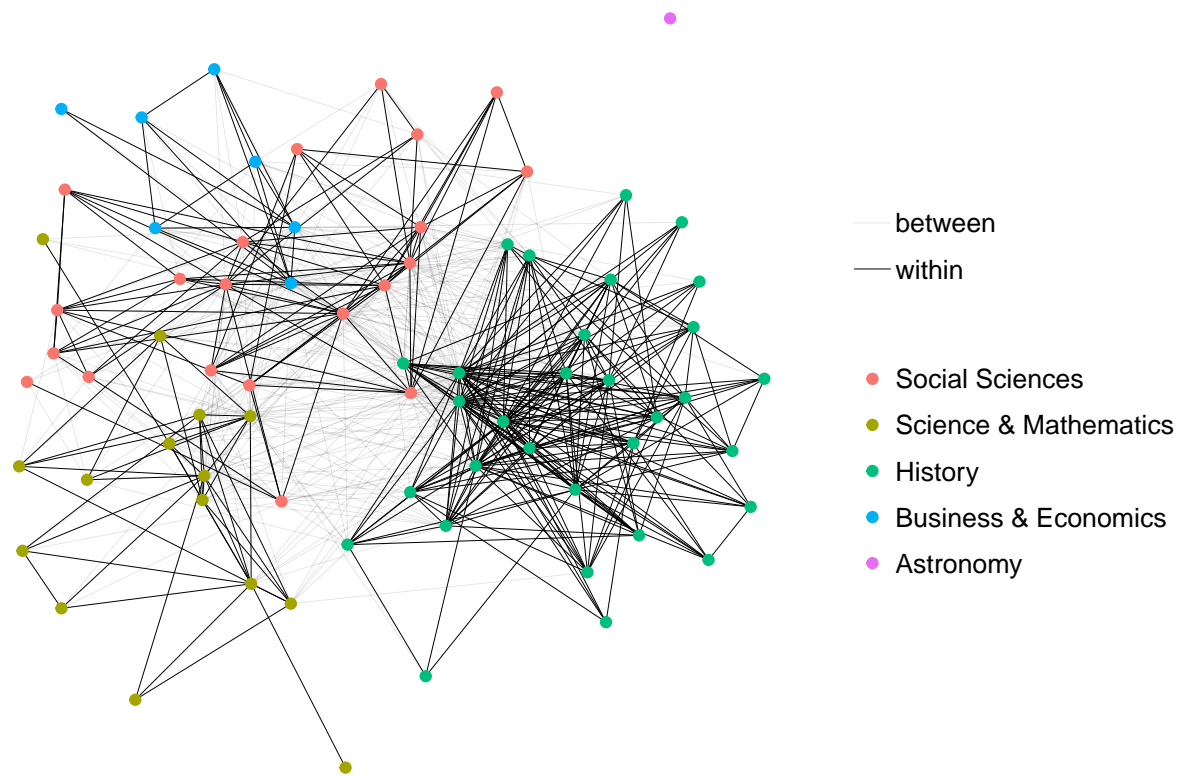 between
within
Social Sciences
Science & Mathematics
History
Business & Economics
Astronomy